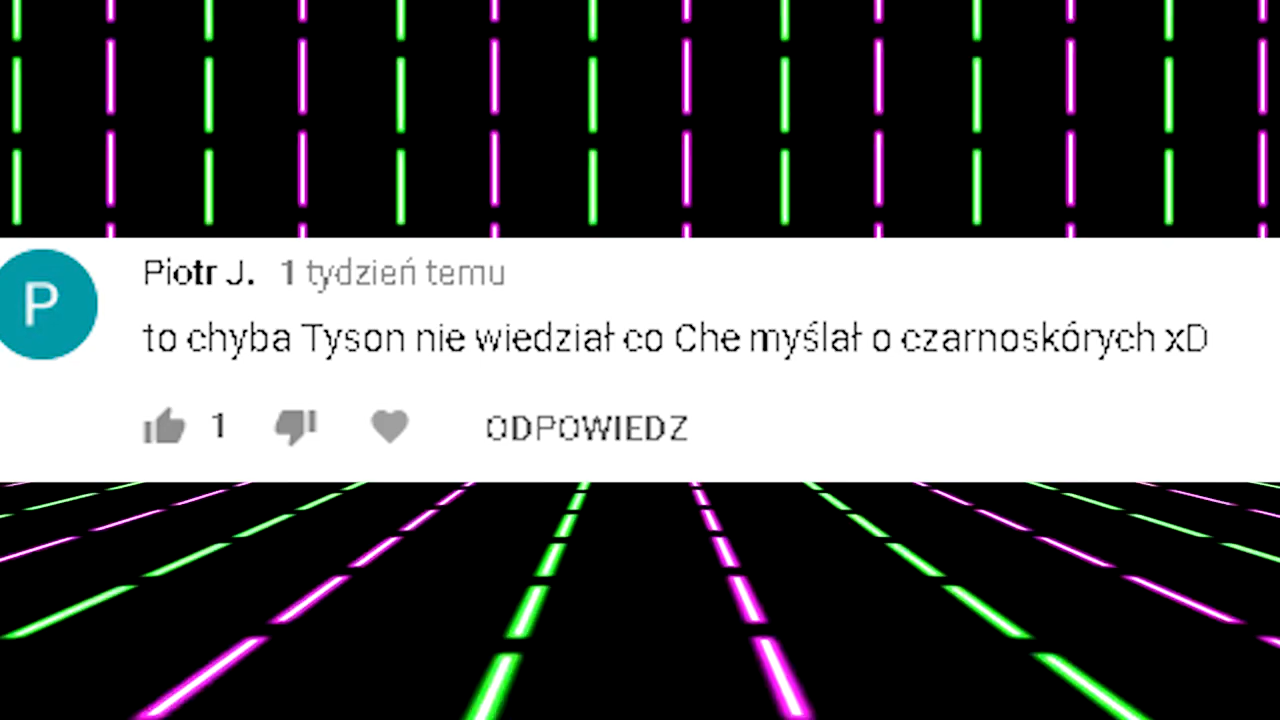 P
Piotr J. 1 tydzień temu
to chyba Tyson nie wiedział co Che myślał o czarnoskórych xD
1 ODPOWIEDZ